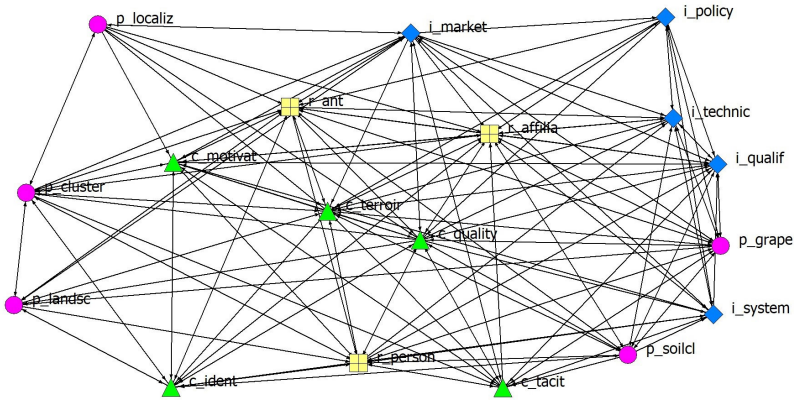 p_localiz
i_market
i_policy
r_ant
i_technic
r_affilia
c_motivat
i_qualif
p_cluster
c_terroir
c_quality
p_grape
p_landsc
i_system
r_person
p_soilcl
c_ident
c_tacit